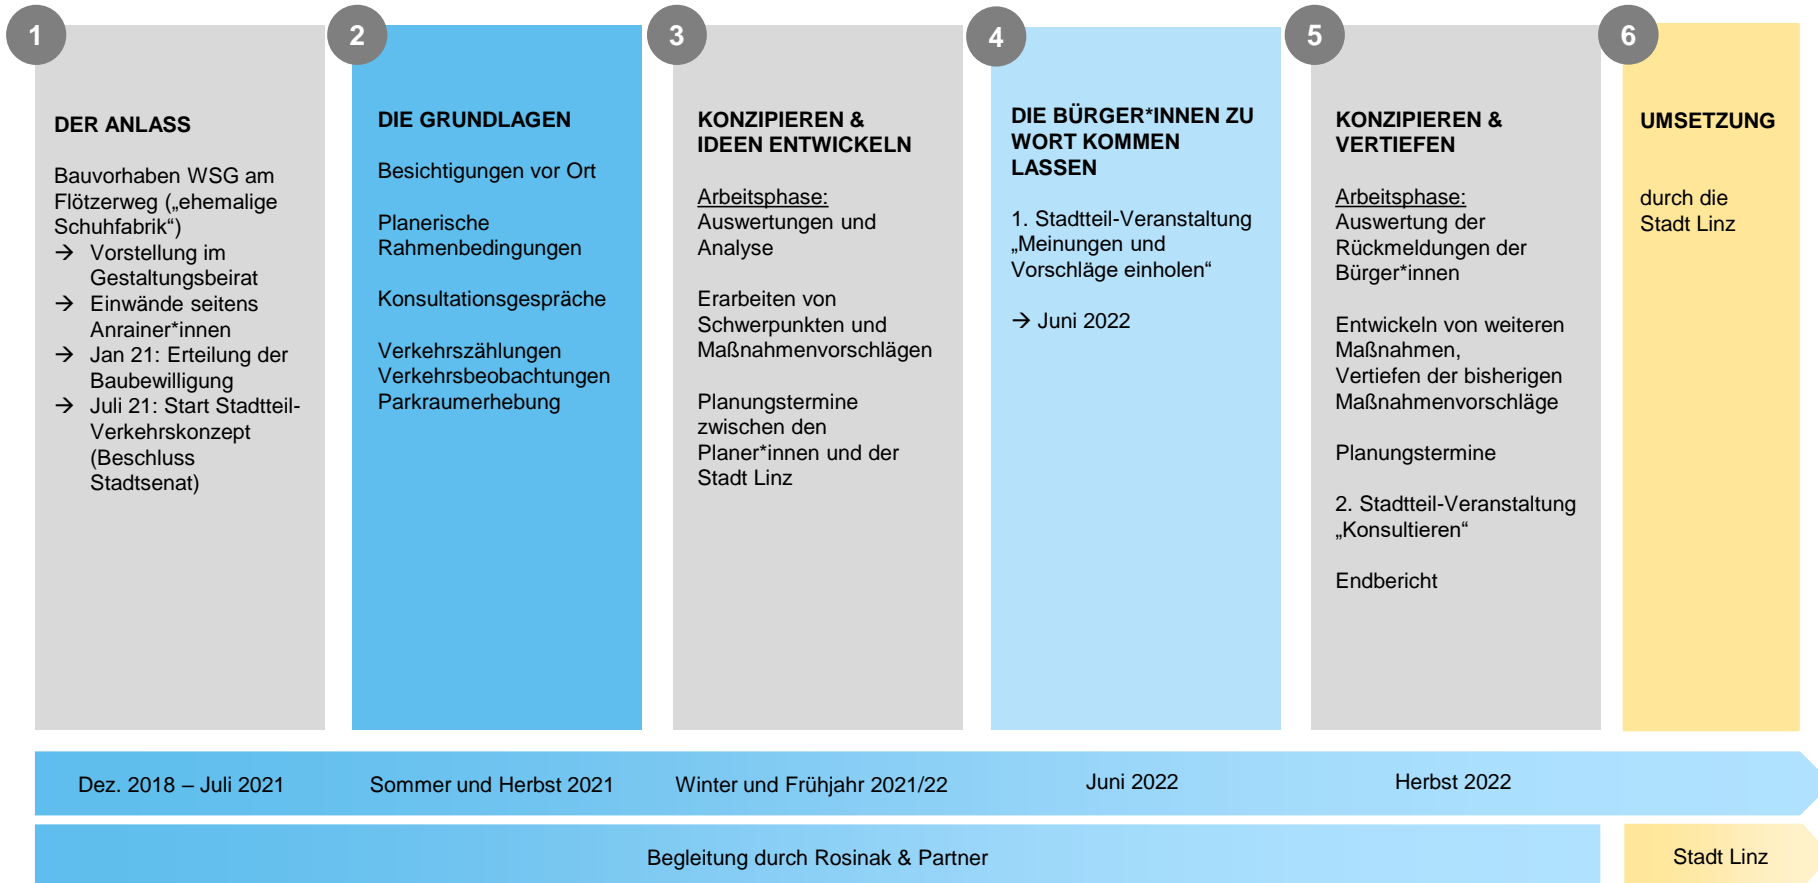 1
DER ANLASS
Bauvorhaben WSG am
Flötzerweg („ehemalige
Schuhfabrik“)
→ Vorstellung im
Gestaltungsbeirat
→ Einwände seitens
Anrainer*innen
→ Jan 21: Erteilung der
Baubewilligung
→ Juli 21: Start Stadtteil-
Verkehrskonzept
(Beschluss
Stadtsenat)
2
DIE GRUNDLAGEN
Besichtigungen vor Ort
Planerische
Rahmenbedingungen
Konsultationsgespräche
Verkehrszählungen
Verkehrsbeobachtungen
Parkraumerhebung
3
KONZIPIEREN &
IDEEN ENTWICKELN
Arbeitsphase:
Auswertungen und
Analyse
Erarbeiten von
Schwerpunkten und
Maßnahmenvorschlägen
Planungstermine
zwischen den
Planer*innen und der
Stadt Linz
4
DIE BÜRGER*INNEN ZU
WORT KOMMEN
LASSEN
1. Stadtteil-Veranstaltung
„Meinungen und
Vorschläge einholen“
→ Juni 2022
5
KONZIPIEREN &
VERTIEFEN
Arbeitsphase:
Auswertung der
Rückmeldungen der
Bürger*innen
Entwickeln von weiteren
Maßnahmen,
Vertiefen der bisherigen
Maßnahmenvorschläge
Planungstermine
2. Stadtteil-Veranstaltung
„Konsultieren“
Endbericht
6
UMSETZUNG
durch die
Stadt Linz
Dez. 2018 – Juli 2021
Sommer und Herbst 2021
Winter und Frühjahr 2021/22
Juni 2022
Herbst 2022
Begleitung durch Rosinak & Partner
Stadt Linz